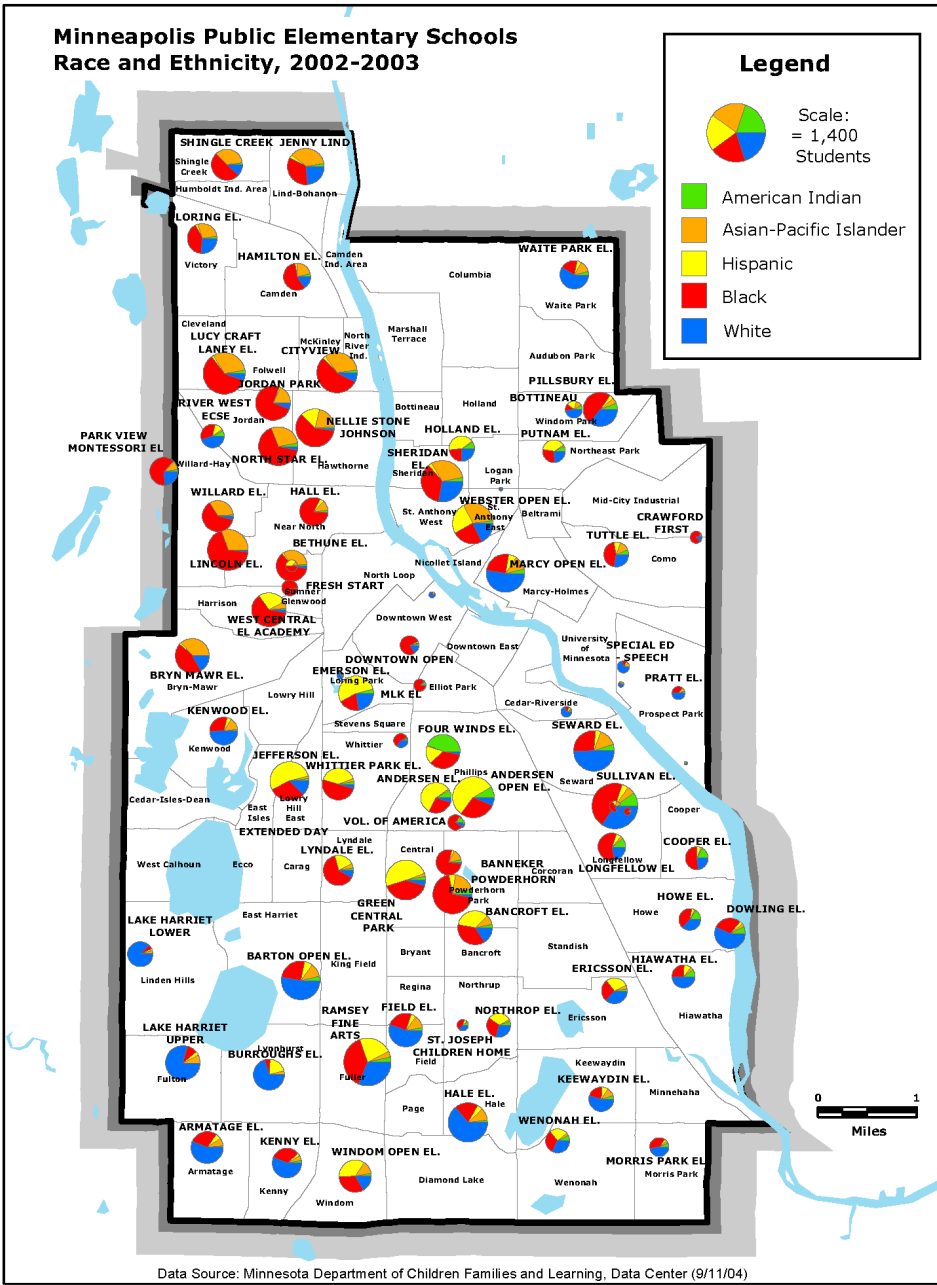 Minneapolis Public Elementary Schools
Race and Ethnicity, 2002-2003
Legend
Scale:
= 1,400
Students
American Indian
Asian-Pacific Islander
Hispanic
Black
White
SHINGLE CREEK
JENNY LIND
Shingle
Creek
Humboldt Ind. Area
Lind-Bohanon
LORING EL.
Victory
HAMILTON EL.
Camden
Ind. Area
Camden
Columbia
WAITE PARK EL.
Waite Park
Cleveland
LUCY CRAFT
LANEY EL.
Folwell
McKinley
CITYVIEW
North
River
Ind.
Marshall
Terrace
Audubon Park
JORDAN PARK
RIVER WEST
ECSE
Jordan
NELLIE STONE
JOHNSON
Bottineau
Holland
PILLSBURY EL.
BOTTINEAU
Windom Park
PARK VIEW
MONTESSORI EL
Willard-Hay
NORTH STAR EL.
Hawthorne
HOLLAND EL.
PUTNAM EL.
Northeast Park
SHERIDAN
EL.
Sheridan
Logan
Park
WILLARD EL.
HALL EL.
Near North
WEBSTER OPEN EL.
St. Anthony
West
St.
Anthony
East
Beltrami
Mid-City Industrial
CRAWFORD
FIRST
TUTTLE EL.
Como
BETHUNE EL.
LINCOLN EL.
FRESH START
Sumner
Glenwood
North Loop
Nicollet Island
MARCY OPEN EL.
Marcy-Holmes
Harrison
WEST CENTRAL
EL ACADEMY
Downtown West
Downtown East
University
of
Minnesota
SPECIAL ED
- SPEECH
BRYN MAWR EL.
Bryn-Mawr
DOWNTOWN OPEN
EMERSON EL.
Loring Park
MLK EL
Elliot Park
PRATT EL.
Prospect Park
Lowry Hill
KENWOOD EL.
Kenwood
Stevens Square
Whittier
Cedar-Riverside
FOUR WINDS EL.
SEWARD EL.
Seward
JEFFERSON EL.
WHITTIER PARK EL.
ANDERSEN EL.
Phillips
ANDERSEN
OPEN EL.
SULLIVAN EL.
Cedar-Isles-Dean
East
Isles
Lowry
Hill
East
EXTENDED DAY
VOL. OF AMERICA
Cooper
COOPER EL.
Longfellow
LONGFELLOW EL
West Calhoun
Ecco
Carag
Lyndale
LYNDALE EL.
Central
BANNEKER
POWDERHORN
Powderhorn
Park
Corcoran
GREEN
CENTRAL
PARK
BANCROFT EL.
Bancroft
HOWE EL.
Howe
DOWLING EL.
LAKE HARRIET
LOWER
Linden Hills
East Harriet
BARTON OPEN EL.
King Field
Bryant
Standish
HIAWATHA EL.
ERICSSON EL.
Regina
Northrup
Ericsson
Hiawatha
RAMSEY
FINE
ARTS
Fuller
FIELD EL.
Field
NORTHROP EL.
ST. JOSEPH
CHILDREN HOME
LAKE HARRIET
UPPER
Fulton
Lynnhurst
BURROUGHS EL.
Keewaydin
KEEWAYDIN EL.
Minnehaha
Page
HALE EL.
Hale
WENONAH EL.
Wenonah
ARMATAGE EL.
Armatage
KENNY EL.
Kenny
WINDOM OPEN EL.
Windom
Diamond Lake
MORRIS PARK EL
Morris Park
0 1
Miles
Data Source: Minnesota Department of Children Families and Learning, Data Center (9/11/04)